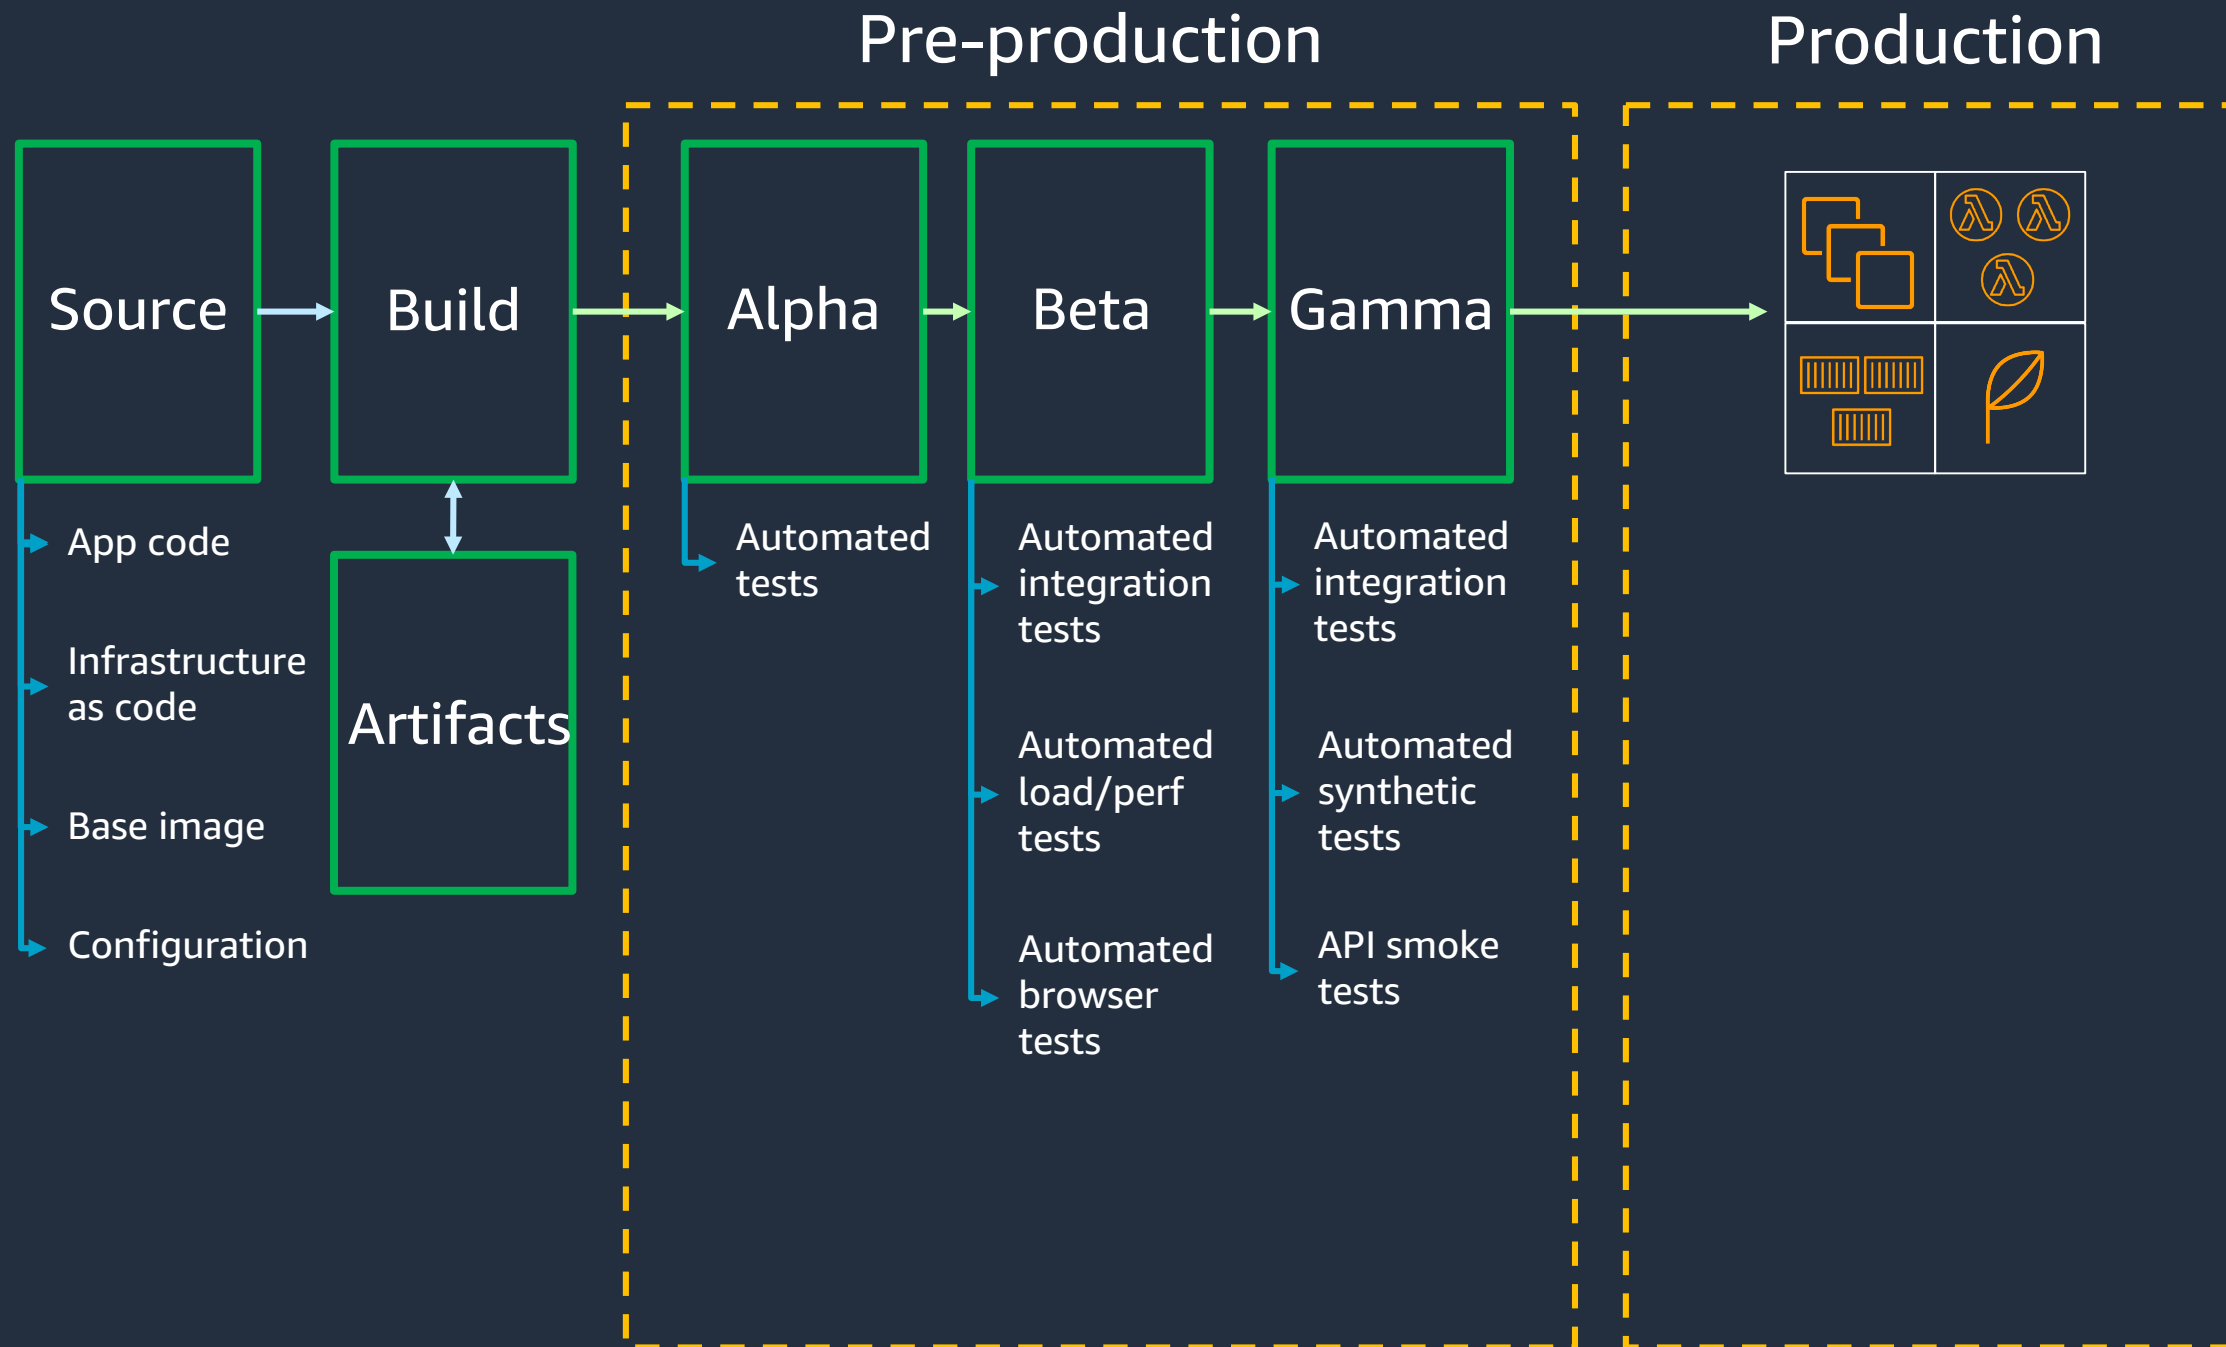 Pre-production
Production
Source
Build
Alpha
Beta
Gamma
App code
Infrastructure
as code
Base image
Configuration
Artifacts
Automated
tests
Automated
integration
tests
Automated
load/perf
tests
Automated
browser
tests
Automated
integration
tests
Automated
synthetic
tests
API smoke
tests